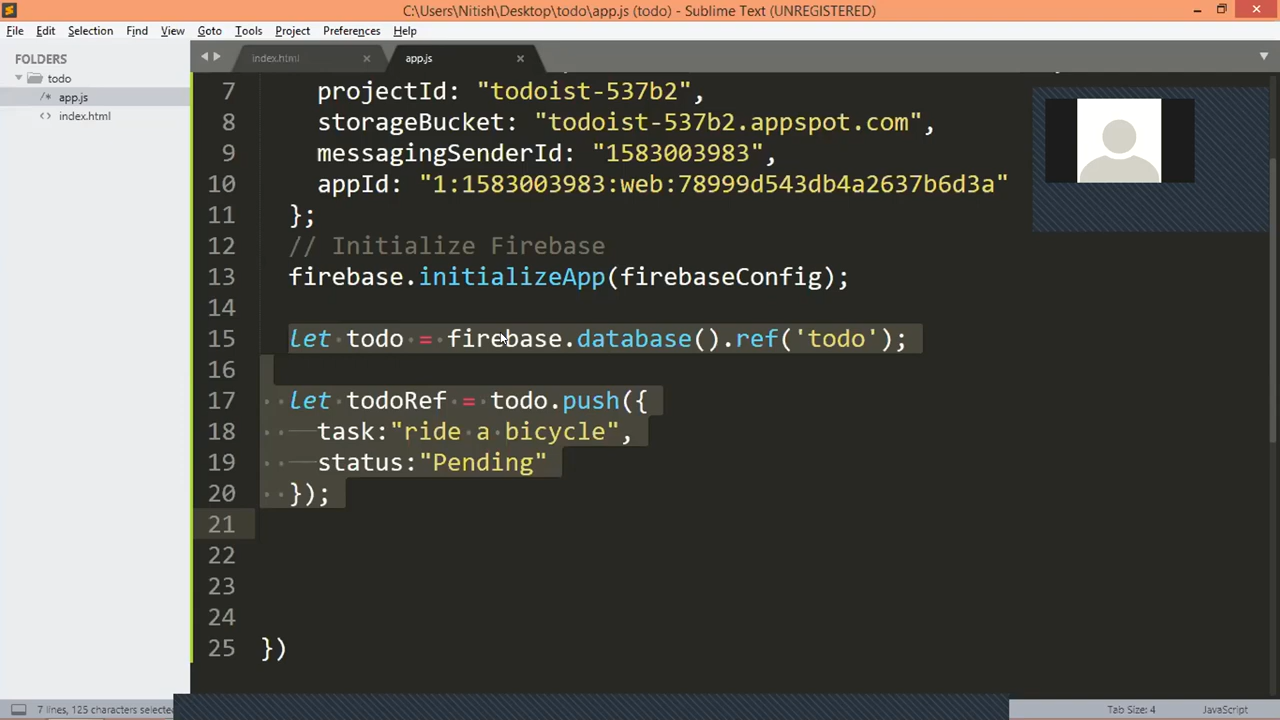 C:\Users\Nitish\Desktop\todo\app.js (todo) - Sublime Text (UNREGISTERED)
File Edit Selection Find View Goto Tools Project Preferences Help
FOLDERS
todo
app.js
index.html
index.html
app.js
7 projectId: "todoist-537b2",
8 storageBucket: "todoist-537b2.appspot.com",
9 messagingSenderId: "1583003983",
10 appId: "1:1583003983:web:78999d543db4a2637b6d3a"
11 };
12 // Initialize Firebase
13 firebase.initializeApp(firebaseConfig);
14
15 let todo = firebase.database().ref('todo');
16
17 let todoRef = todo.push({
18 task:"ride a bicycle",
19 status:"Pending"
20 });
21
22
23
24
25 })
7 lines, 125 characters selected
Tab Size: 4
JavaScript